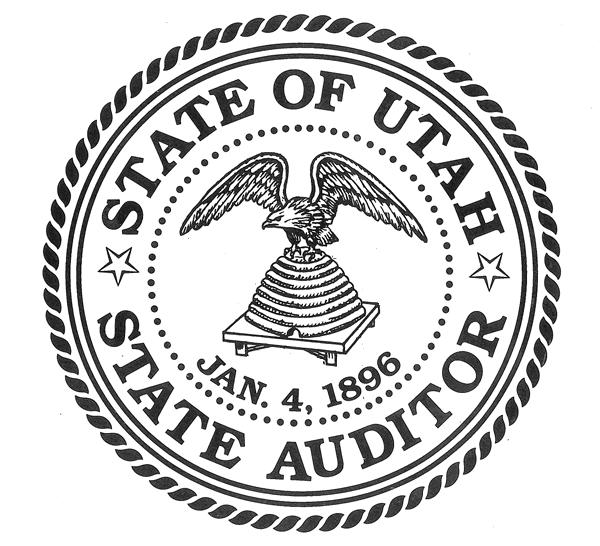 STATE OF UTAH
JAN. 4, 1896
STATE AUDITOR